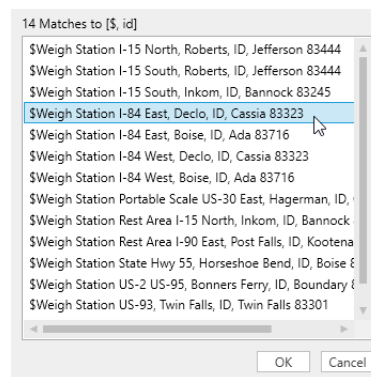 14 Matches to [$, id]
$Weigh Station I-15 North, Roberts, ID, Jefferson 83444
$Weigh Station I-15 South, Roberts, ID, Jefferson 83444
$Weigh Station I-15 South, Inkom, ID, Bannock 83245
$Weigh Station I-84 East, Declo, ID, Cassia 83323
$Weigh Station I-84 East, Boise, ID, Ada 83716
$Weigh Station I-84 West, Declo, ID, Cassia 83323
$Weigh Station I-84 West, Boise, ID, Ada 83716
$Weigh Station Portable Scale US-30 East, Hagerman, ID,
$Weigh Station Rest Area I-15 North, Inkom, ID, Bannock
$Weigh Station Rest Area I-90 East, Post Falls, ID, Kootena
$Weigh Station State Hwy 55, Horseshoe Bend, ID, Boise 8
$Weigh Station US-2 US-95, Bonners Ferry, ID, Boundary 8
$Weigh Station US-93, Twin Falls, ID, Twin Falls 83301
OK Cancel